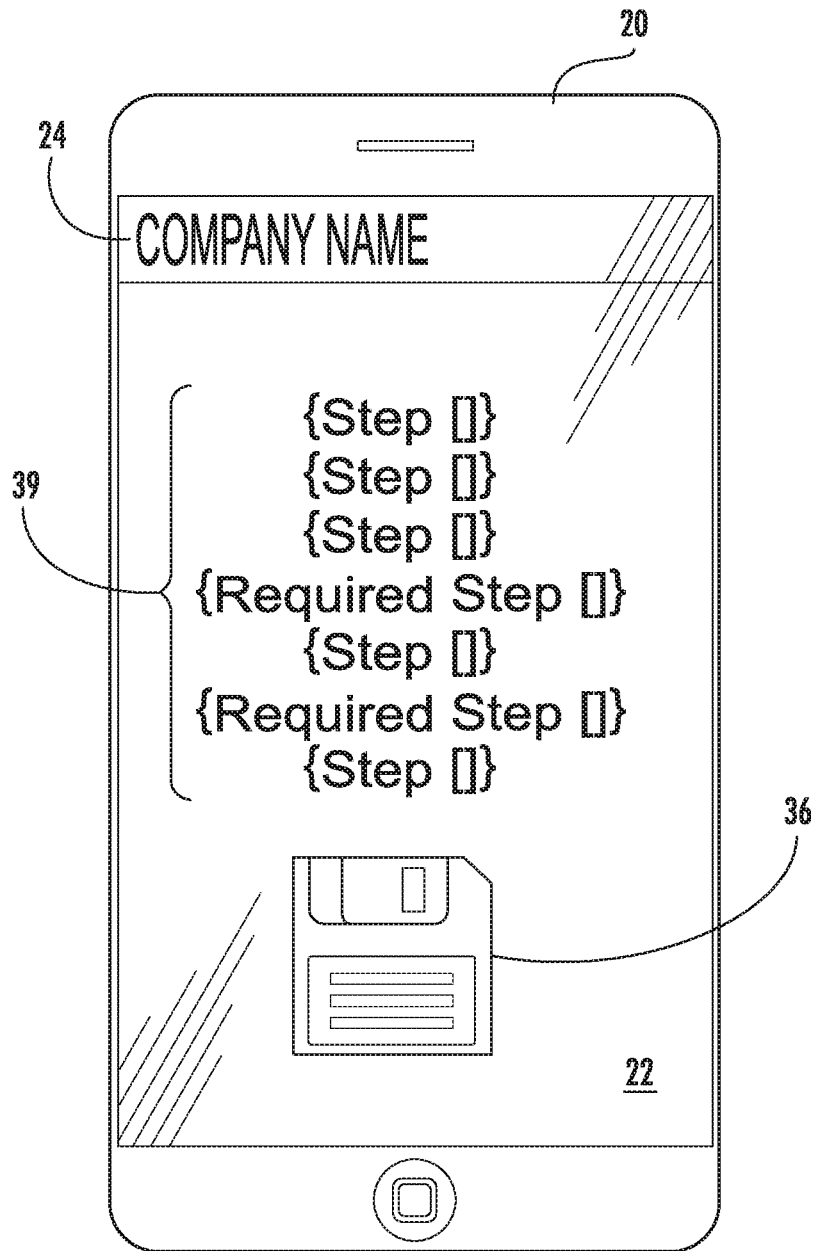 20
24
COMPANY NAME
{Step []}
{Step []}
{Step []}
39
{Required Step []}
{Step []}
{Required Step []}
{Step []}
36
22